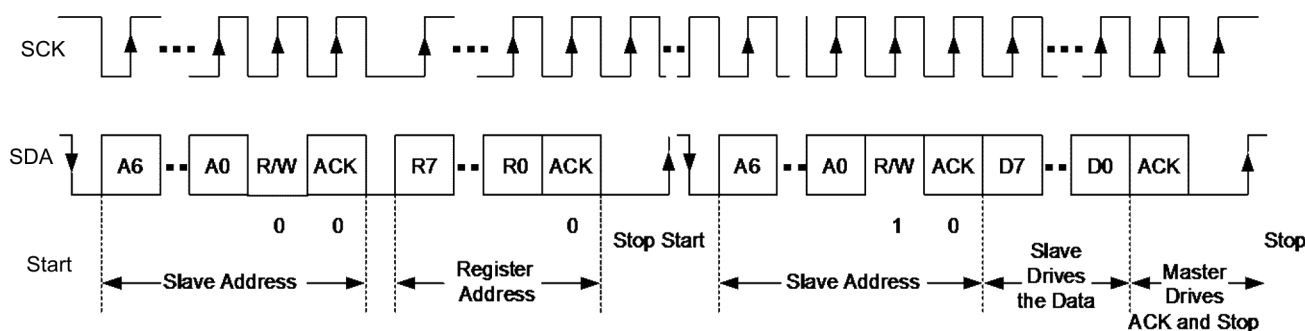 SCK
SDA
A6 A0 R/W ACK R7 R0 ACK A6 A0 R/W ACK D7 D0 ACK
0 0 0 1 0
Stop Start Stop
Start
Slave Address
Register
Address
Slave Address
Slave
Drives
the Data
Master
Drives
ACK and Stop